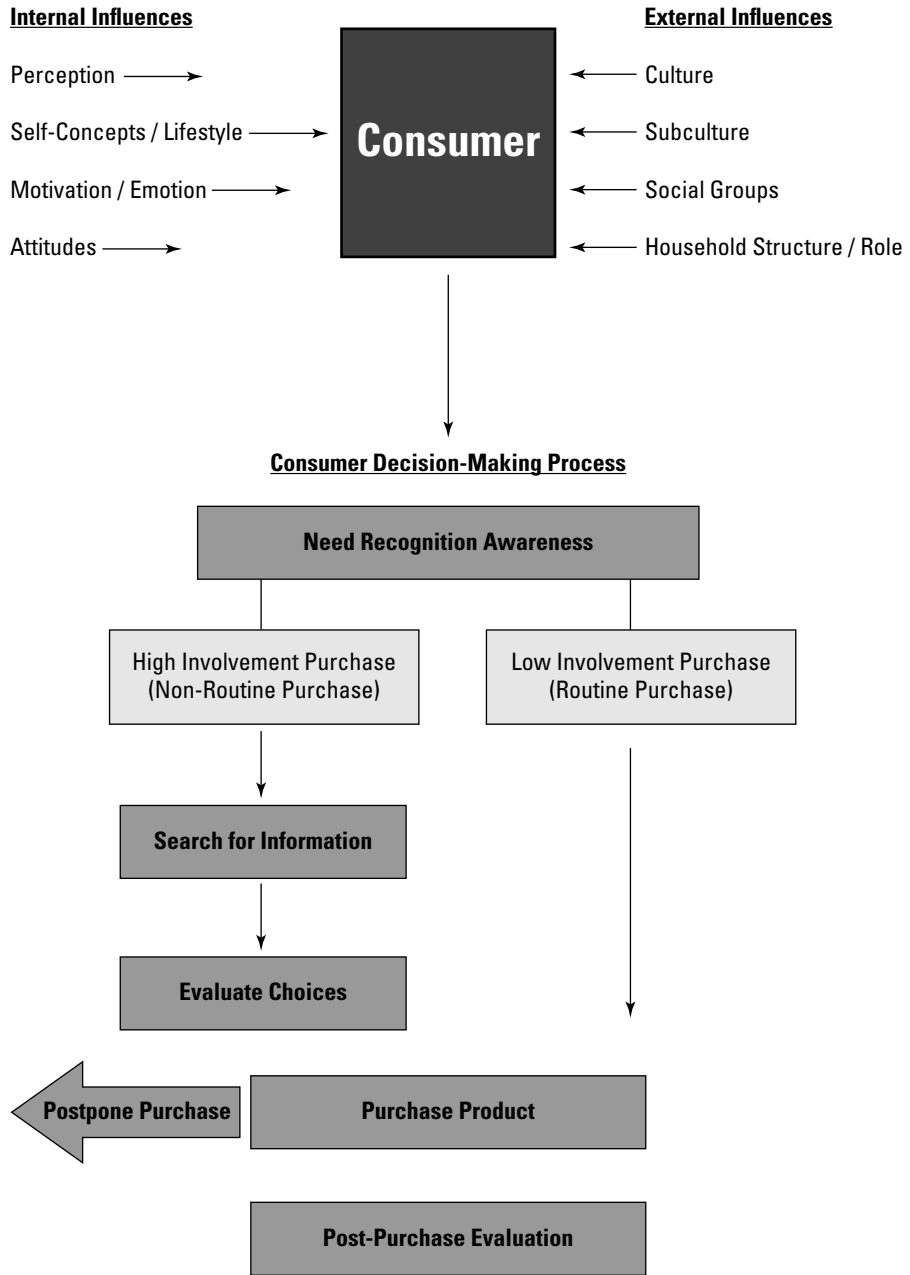 Internal Influences
External Influences
Perception
Culture
Self-Concepts / Lifestyle
Consumer
Subculture
Motivation / Emotion
Social Groups
Attitudes
Household Structure / Role
Consumer Decision-Making Process
Need Recognition Awareness
High Involvement Purchase
(Non-Routine Purchase)
Low Involvement Purchase
(Routine Purchase)
Search for Information
Evaluate Choices
Postpone Purchase
Purchase Product
Post-Purchase Evaluation